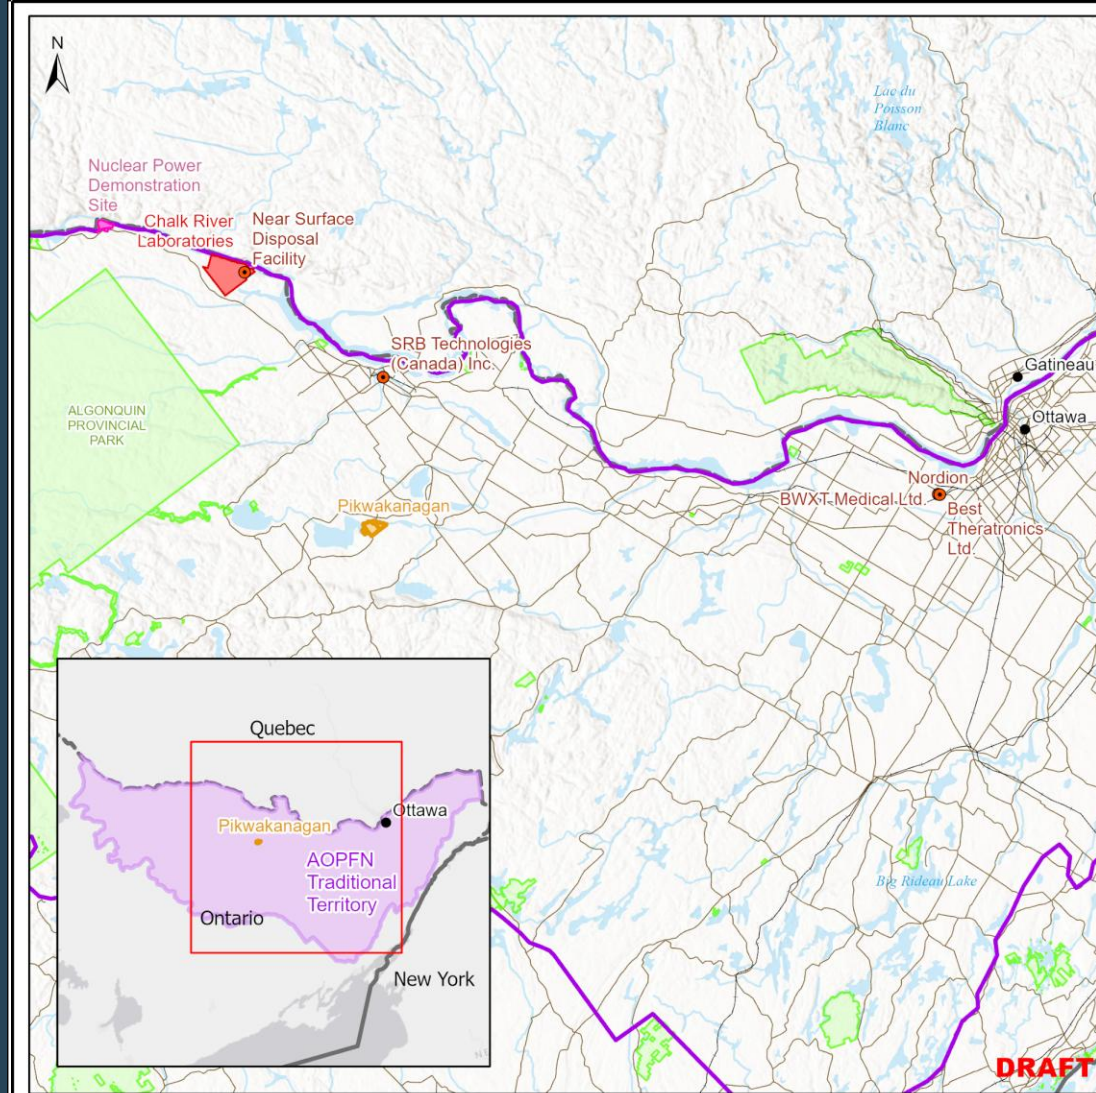 N
Lac du
Poisson
Blanc
Nuclear Power
Demonstration
Site
Chalk River
Laboratories
Near Surface
Disposal
Facility
SRB Technologies
(Canada) Inc.
Gatineau
Ottawa
ALGONQUIN
PROVINCIAL
PARK
Pikwakanagan
Nordion
BWXT Medical Ltd.
Best
Theratronics
Ltd.
Quebec
Ottawa
Pikwakanagan
AOPFN
Traditional
Territory
Ontario
New York
Big Rideau Lake
DRAFT